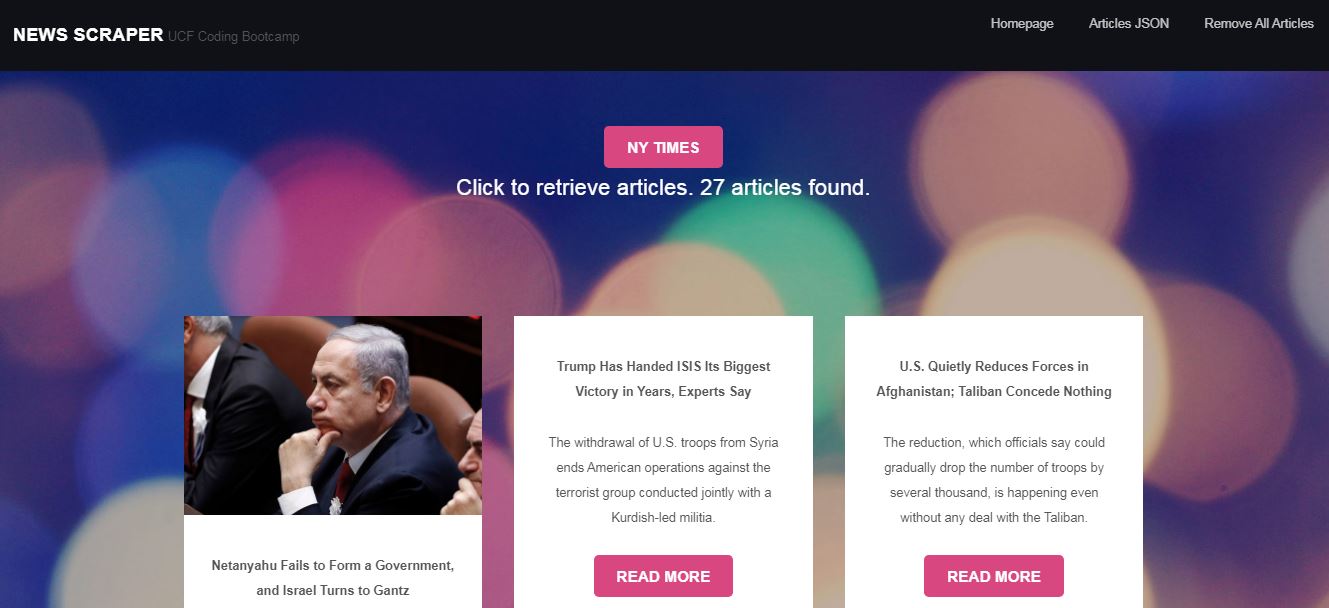 NEWS SCRAPER UCF Coding Bootcamp
Homepage Articles JSON Remove All Articles
NY TIMES
Click to retrieve articles. 27 articles found.
Netanyahu Fails to Form a Government,
and Israel Turns to Gantz
Trump Has Handed ISIS Its Biggest
Victory in Years, Experts Say
The withdrawal of U.S. troops from Syria
ends American operations against the
terrorist group conducted jointly with a
Kurdish-led militia.
READ MORE
U.S. Quietly Reduces Forces in
Afghanistan; Taliban Concede Nothing
The reduction, which officials say could
gradually drop the number of troops by
several thousand, is happening even
without any deal with the Taliban.
READ MORE